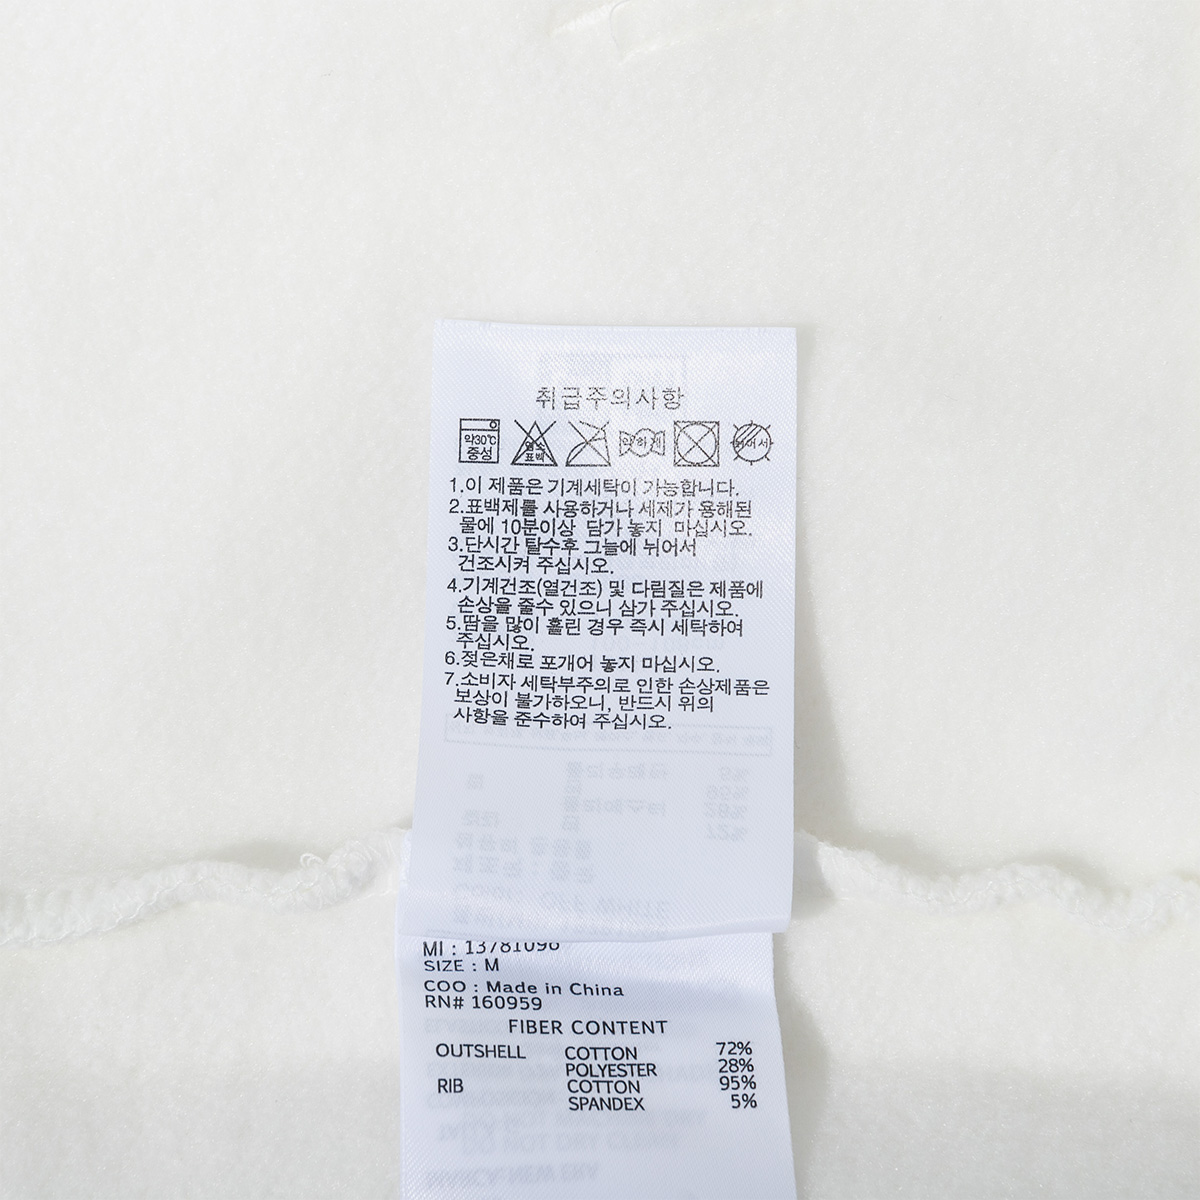 취급주의사항
약30℃
중성
염소
표백
약하게
뉘어서
1.이 제품은 기계세탁이 가능합니다.
2.표백제를 사용하거나 세제가 용해된
물에 10분이상 담가 놓지 마십시오.
3.단시간 탈수후 그늘에 뉘어서
건조시켜 주십시오.
4.기계건조(열건조) 및 다림질은 제품에
손상을 줄수 있으니 삼가 주십시오.
5.땀을 많이 흘린 경우 즉시 세탁하여
주십시오.
6.젖은채로 포개어 놓지 마십시오.
7.소비자 세탁부주의로 인한 손상제품은
보상이 불가하오니, 반드시 위의
사항을 준수하여 주십시오.
MI : 13781096
SIZE : M
COO : Made in China
RN# 160959
FIBER CONTENT
OUTSHELL COTTON 72%
POLYESTER 28%
RIB COTTON 95%
SPANDEX 5%